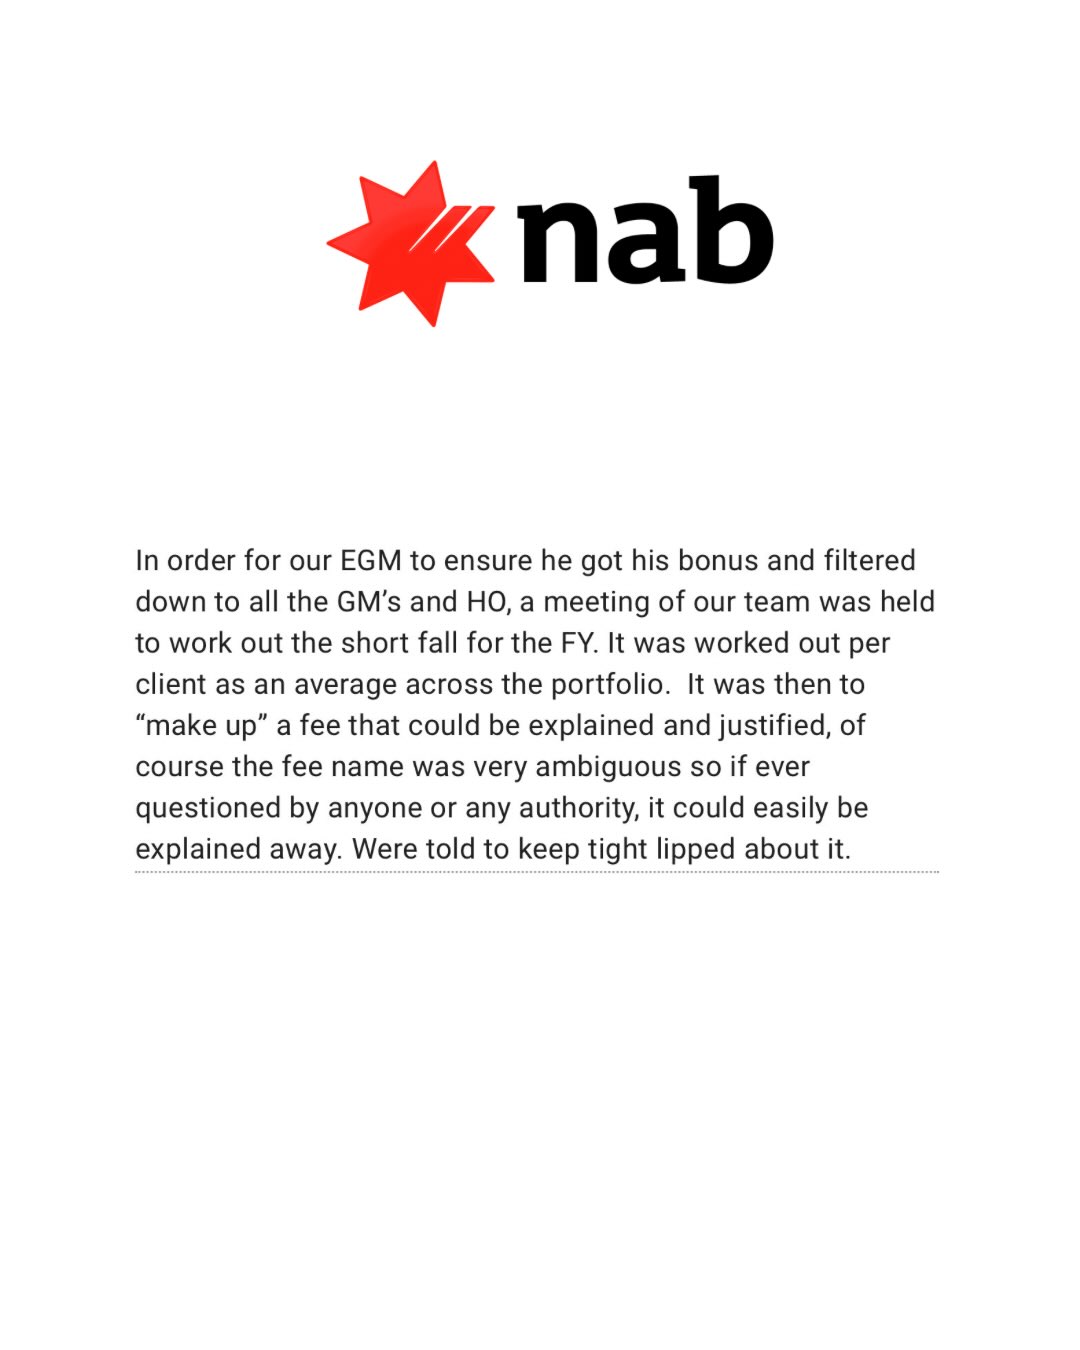 nab
In order for our EGM to ensure he got his bonus and filtered
down to all the GM’s and HO, a meeting of our team was held
to work out the short fall for the FY. It was worked out per
client as an average across the portfolio.  It was then to
“make up” a fee that could be explained and justified, of
course the fee name was very ambiguous so if ever
questioned by anyone or any authority, it could easily be
explained away. Were told to keep tight lipped about it.